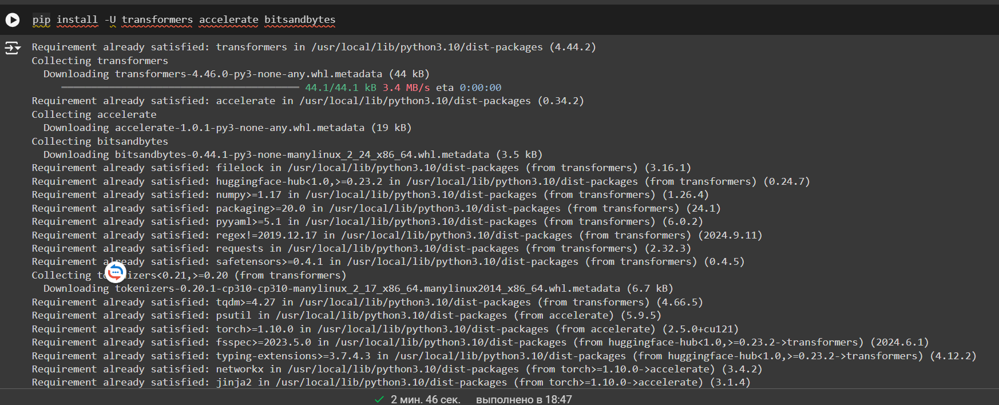 pip install -U transformers accelerate bitsandbytes
Requirement already satisfied: transformers in /usr/local/lib/python3.10/dist-packages (4.44.2)
Collecting transformers
Downloading transformers-4.46.0-py3-none-any.whl.metadata (44 kB)
44.1/44.1 kB 3.4 MB/s eta 0:00:00
Requirement already satisfied: accelerate in /usr/local/lib/python3.10/dist-packages (0.34.2)
Collecting accelerate
Downloading accelerate-1.0.1-py3-none-any.whl.metadata (19 kB)
Collecting bitsandbytes
Downloading bitsandbytes-0.44.1-py3-none-manylinux_2_24_x86_64.whl.metadata (3.5 kB)
Requirement already satisfied: filelock in /usr/local/lib/python3.10/dist-packages (from transformers) (3.16.1)
Requirement already satisfied: huggingface-hub<1.0,>=0.23.2 in /usr/local/lib/python3.10/dist-packages (from transformers) (0.24.7)
Requirement already satisfied: numpy>=1.17 in /usr/local/lib/python3.10/dist-packages (from transformers) (1.26.4)
Requirement already satisfied: packaging>=20.0 in /usr/local/lib/python3.10/dist-packages (from transformers) (24.1)
Requirement already satisfied: pyyaml>=5.1 in /usr/local/lib/python3.10/dist-packages (from transformers) (6.0.2)
Requirement already satisfied: regex!=2019.12.17 in /usr/local/lib/python3.10/dist-packages (from transformers) (2024.9.11)
Requirement already satisfied: requests in /usr/local/lib/python3.10/dist-packages (from transformers) (2.32.3)
Requirement already satisfied: safetensors>=0.4.1 in /usr/local/lib/python3.10/dist-packages (from transformers) (0.4.5)
Collecting tokenizers<0.21,>=0.20 (from transformers)
Downloading tokenizers-0.20.1-cp310-cp310-manylinux_2_17_x86_64.manylinux2014_x86_64.whl.metadata (6.7 kB)
Requirement already satisfied: tqdm>=4.27 in /usr/local/lib/python3.10/dist-packages (from transformers) (4.66.5)
Requirement already satisfied: psutil in /usr/local/lib/python3.10/dist-packages (from accelerate) (5.9.5)
Requirement already satisfied: torch>=1.10.0 in /usr/local/lib/python3.10/dist-packages (from accelerate) (2.5.0+cu121)
Requirement already satisfied: fsspec>=2023.5.0 in /usr/local/lib/python3.10/dist-packages (from huggingface-hub<1.0,>=0.23.2->transformers) (2024.6.1)
Requirement already satisfied: typing-extensions>=3.7.4.3 in /usr/local/lib/python3.10/dist-packages (from huggingface-hub<1.0,>=0.23.2->transformers) (4.12.2)
Requirement already satisfied: networkx in /usr/local/lib/python3.10/dist-packages (from torch>=1.10.0->accelerate) (3.4.2)
Requirement already satisfied: jinja2 in /usr/local/lib/python3.10/dist-packages (from torch>=1.10.0->accelerate) (3.1.4)
2 мин. 46 сек. выполнено в 18:47